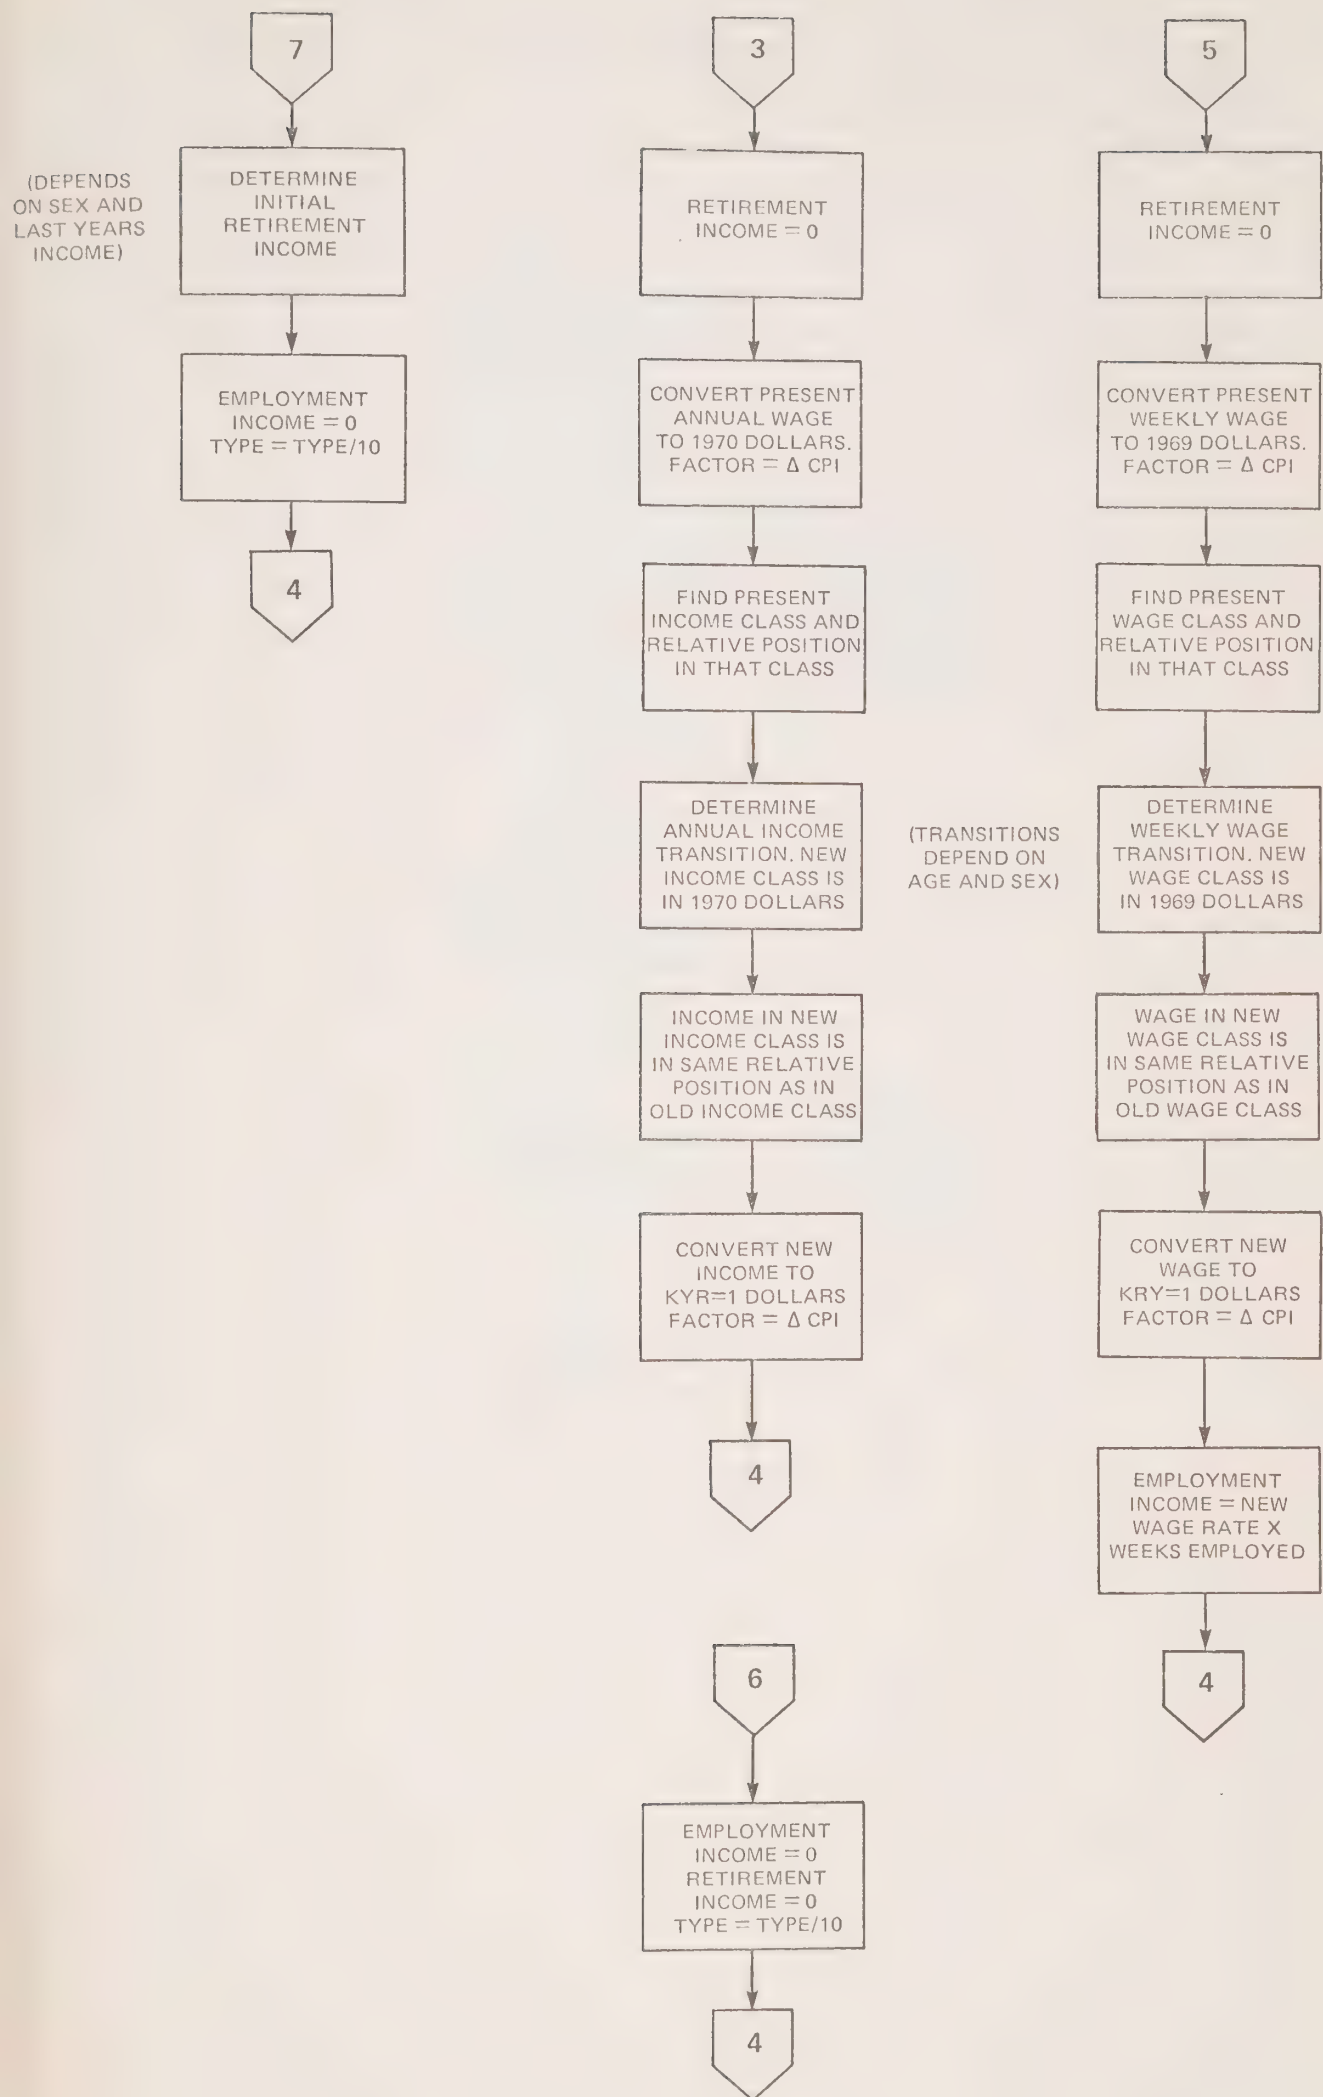 7
(DEPENDS
ON SEX AND
LAST YEARS
INCOME)
DETERMINE
INITIAL
RETIREMENT
INCOME
EMPLOYMENT
INCOME = 0
TYPE = TYPE/10
4
3
RETIREMENT
INCOME = 0
CONVERT PRESENT
ANNUAL WAGE
TO 1970 DOLLARS.
FACTOR = Δ CPI
FIND PRESENT
INCOME CLASS AND
RELATIVE POSITION
IN THAT CLASS
DETERMINE
ANNUAL INCOME
TRANSITION. NEW
INCOME CLASS IS
IN 1970 DOLLARS
INCOME IN NEW
INCOME CLASS IS
IN SAME RELATIVE
POSITION AS IN
OLD INCOME CLASS
CONVERT NEW
INCOME TO
KYR=1 DOLLARS
FACTOR = Δ CPI
4
6
EMPLOYMENT
INCOME = 0
RETIREMENT
INCOME = 0
TYPE = TYPE/10
4
(TRANSITIONS
DEPEND ON
AGE AND SEX)
5
RETIREMENT
INCOME = 0
CONVERT PRESENT
WEEKLY WAGE
TO 1969 DOLLARS.
FACTOR = Δ CPI
FIND PRESENT
WAGE CLASS AND
RELATIVE POSITION
IN THAT CLASS
DETERMINE
WEEKLY WAGE
TRANSITION. NEW
WAGE CLASS IS
IN 1969 DOLLARS
WAGE IN NEW
WAGE CLASS IS
IN SAME RELATIVE
POSITION AS IN
OLD WAGE CLASS
CONVERT NEW
WAGE TO
KRY=1 DOLLARS
FACTOR = Δ CPI
EMPLOYMENT
INCOME = NEW
WAGE RATE X
WEEKS EMPLOYED
4